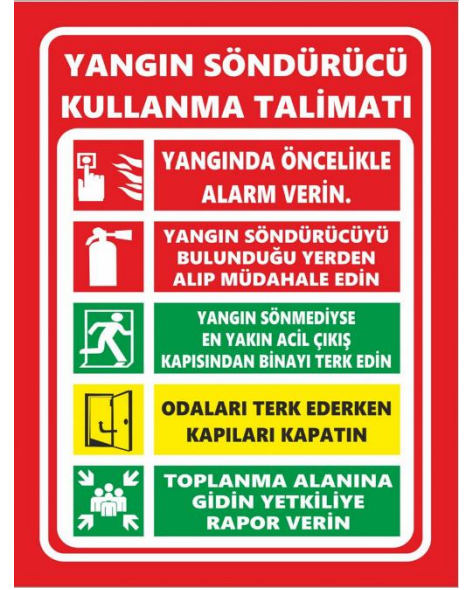 YANGIN SÖNDÜRÜCÜ
KULLANMA TALİMATI
YANGINDA ÖNCELİKLE
ALARM VERİN.
YANGIN SÖNDÜRÜCÜYÜ
BULUNDUĞU YERDEN
ALIP MÜDAHALE EDİN
YANGIN SÖNMEDİYSE
EN YAKIN ACİL ÇIKIŞ
KAPISINDAN BİNAYI TERK EDİN
ODALARI TERK EDERKEN
KAPILARI KAPATIN
TOPLANMA ALANINA
GİDİN YETKİLİYE
RAPOR VERİN